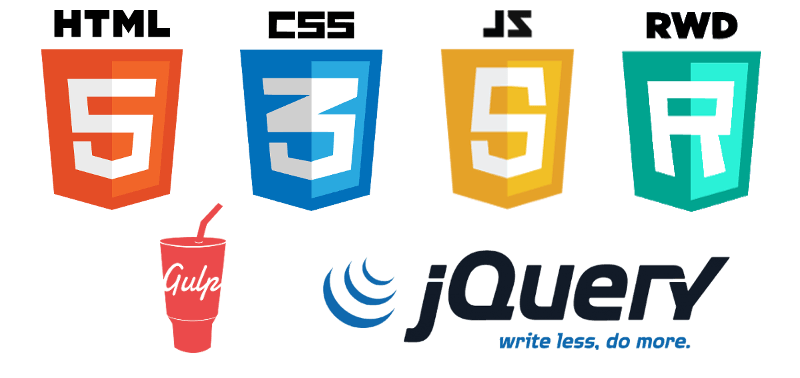 HTML CSS JS RWD
5 3 S R
Gulp
jQuery
write less, do more.